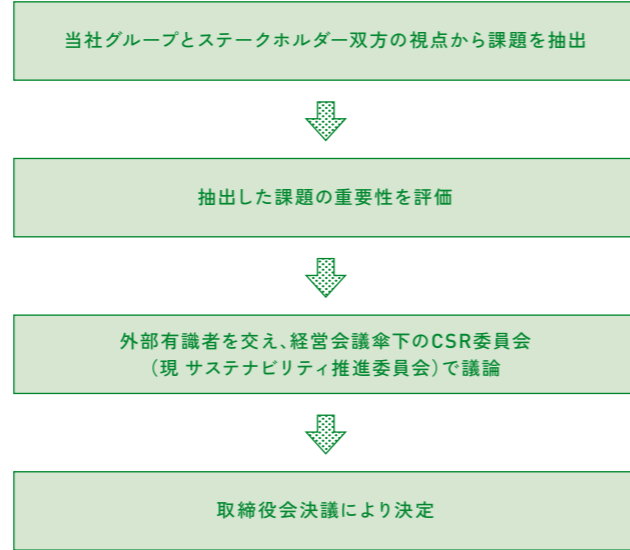 当社グループとステークホルダー双方の視点から課題を抽出
抽出した課題の重要性を評価
外部有識者を交え、経営会議傘下のCSR委員会
（現 サステナビリティ推進委員会）で議論
取締役会決議により決定